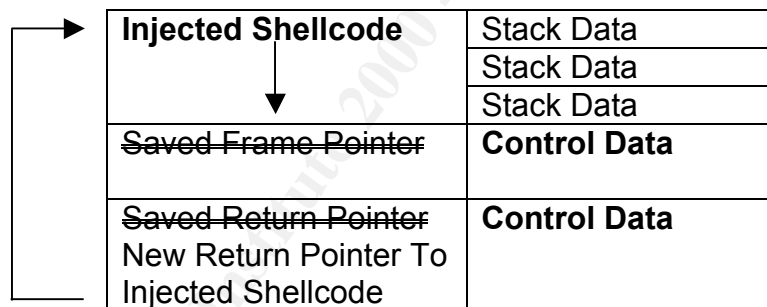 Injected Shellcode Stack Data
Stack Data
Stack Data
Saved Frame Pointer Control Data
Saved Return Pointer Control Data
New Return Pointer To
Injected Shellcode